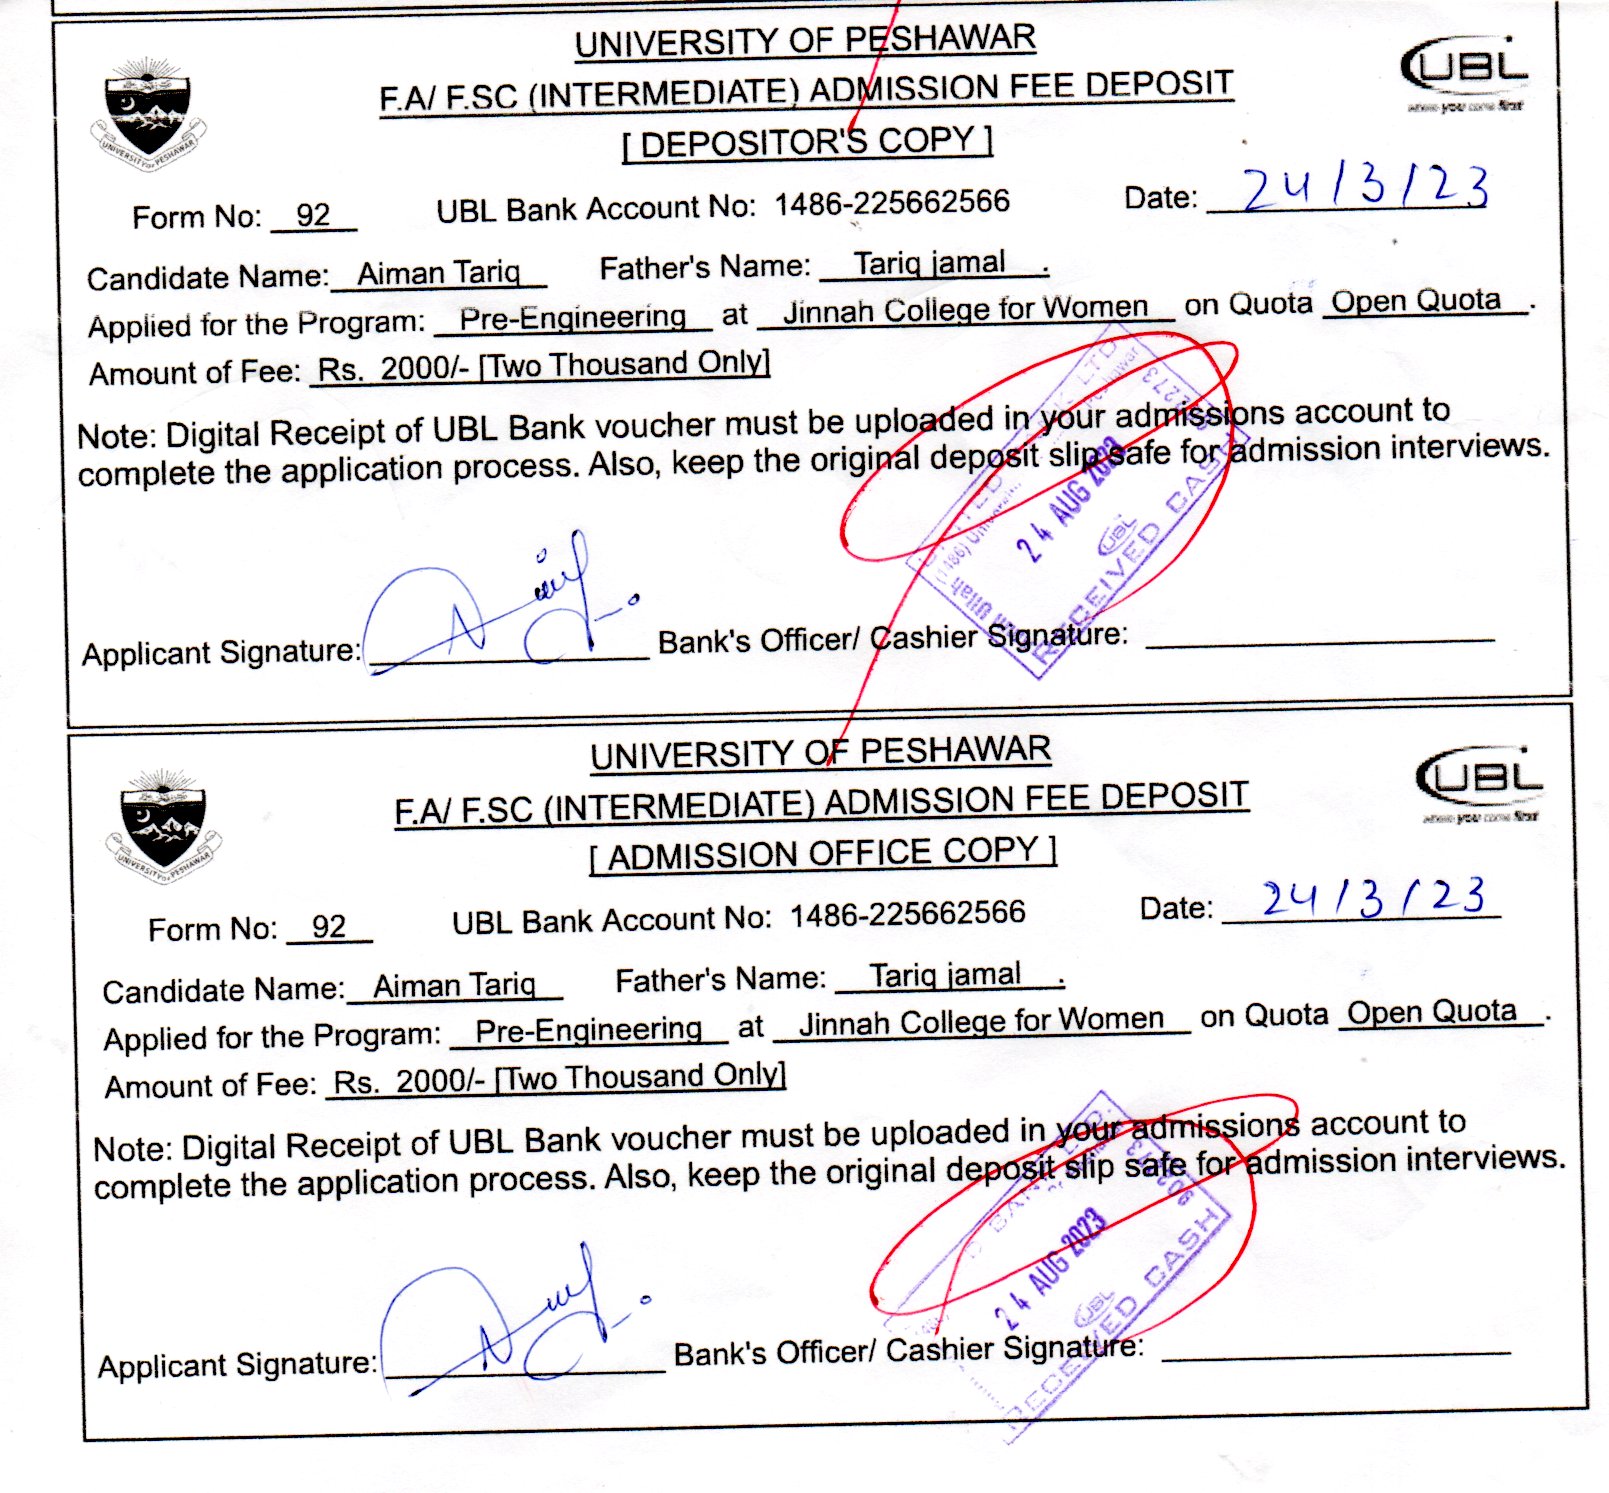 UNIVERSITY OF PESHAWAR
F.A/ F.SC (INTERMEDIATE) ADMISSION FEE DEPOSIT
[ DEPOSITOR'S COPY ]
UBL
where you come first
UNIVERSITY OF PESHAWAR
Form No: 92 UBL Bank Account No: 1486-225662566 Date: 24/3/23
Candidate Name: Aiman Tariq Father's Name: Tariq jamal .
Applied for the Program: Pre-Engineering at Jinnah College for Women on Quota Open Quota .
Amount of Fee: Rs. 2000/- [Two Thousand Only]
Note: Digital Receipt of UBL Bank voucher must be uploaded in your admissions account to
complete the application process. Also, keep the original deposit slip safe for admission interviews.
24 AUG 2023
UBL
RECEIVED CASH
Applicant Signature: Bank's Officer/ Cashier Signature:
UNIVERSITY OF PESHAWAR
F.A/ F.SC (INTERMEDIATE) ADMISSION FEE DEPOSIT
[ ADMISSION OFFICE COPY ]
UBL
where you come first
UNIVERSITY OF PESHAWAR
Form No: 92 UBL Bank Account No: 1486-225662566 Date: 24/3/23
Candidate Name: Aiman Tariq Father's Name: Tariq jamal .
Applied for the Program: Pre-Engineering at Jinnah College for Women on Quota Open Quota .
Amount of Fee: Rs. 2000/- [Two Thousand Only]
Note: Digital Receipt of UBL Bank voucher must be uploaded in your admissions account to
complete the application process. Also, keep the original deposit slip safe for admission interviews.
24 AUG 2023
UBL
RECEIVED CASH
Applicant Signature: Bank's Officer/ Cashier Signature: